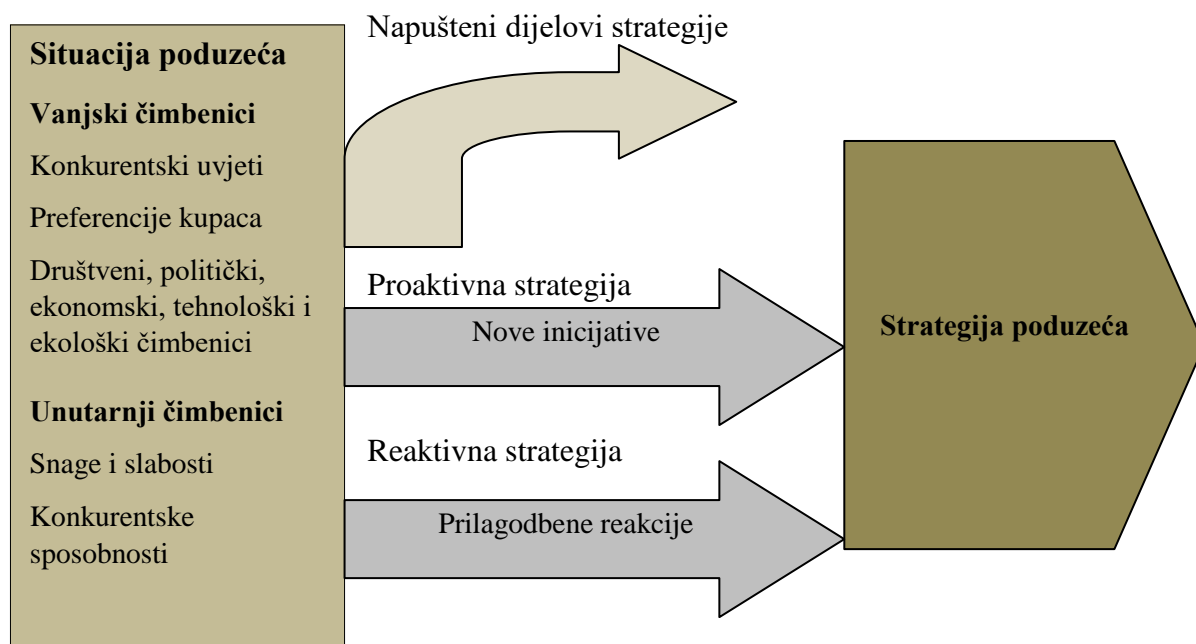 Situacija poduzeća
Vanjski čimbenici
Konkurentski uvjeti
Preferencije kupaca
Društveni, politički,
ekonomski, tehnološki i
ekološki čimbenici
Unutarnji čimbenici
Snage i slabosti
Konkurentske
sposobnosti
Napušteni dijelovi strategije
Proaktivna strategija
Nove inicijative
Reaktivna strategija
Prilagodbene reakcije
Strategija poduzeća